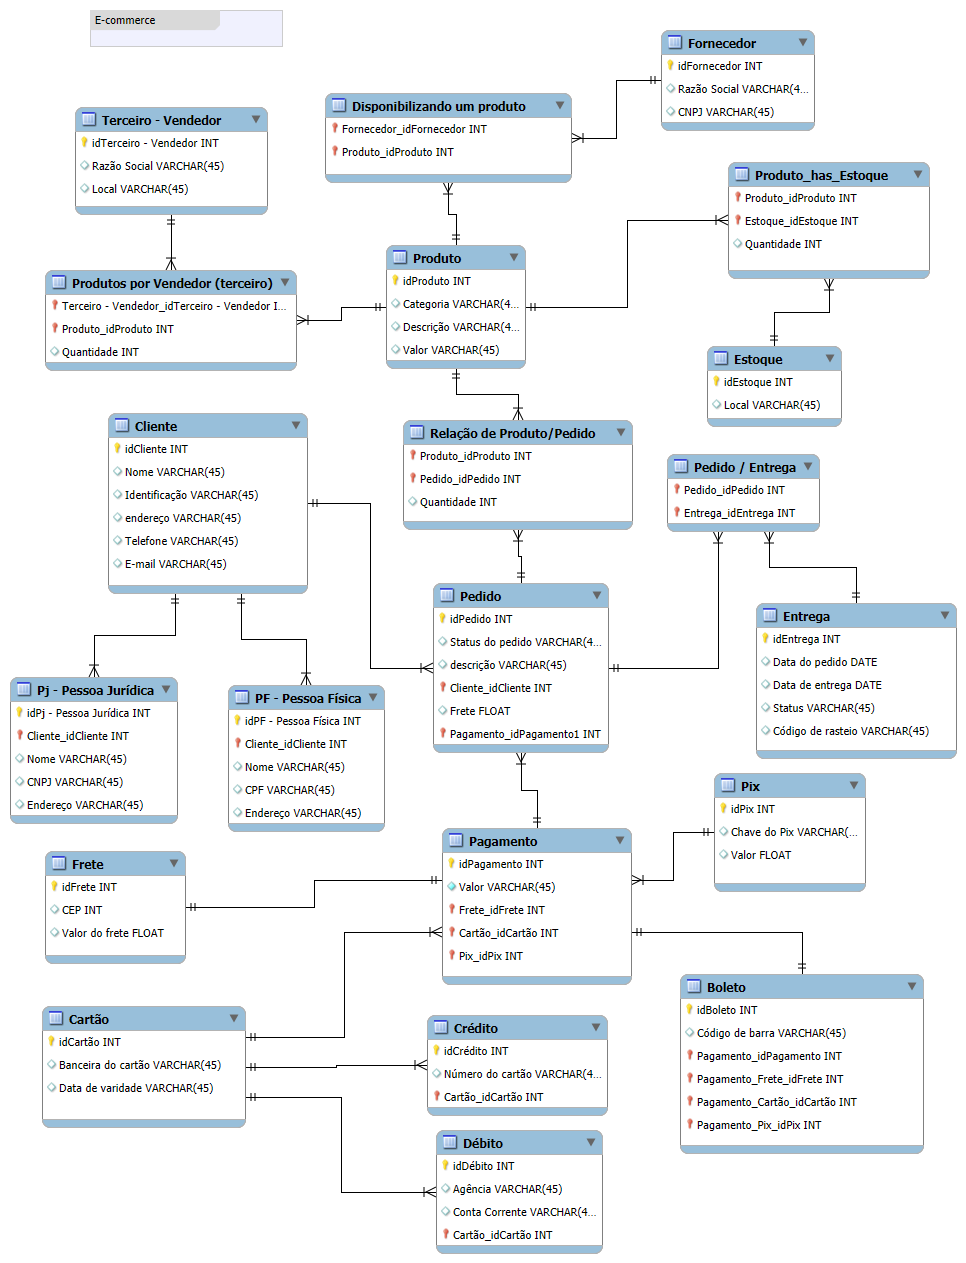 E-commerce
Fornecedor
idFornecedor INT
Razão Social VARCHAR(4...
CNPJ VARCHAR(45)
Disponibilizando um produto
Fornecedor_idFornecedor INT
Produto_idProduto INT
Terceiro - Vendedor
idTerceiro - Vendedor INT
Razão Social VARCHAR(45)
Local VARCHAR(45)
Produto_has_Estoque
Produto_idProduto INT
Estoque_idEstoque INT
Quantidade INT
Produto
idProduto INT
Categoria VARCHAR(4...
Descrição VARCHAR(4...
Valor VARCHAR(45)
Produtos por Vendedor (terceiro)
Terceiro - Vendedor_idTerceiro - Vendedor I...
Produto_idProduto INT
Quantidade INT
Estoque
idEstoque INT
Local VARCHAR(45)
Cliente
idCliente INT
Nome VARCHAR(45)
Identificação VARCHAR(45)
endereço VARCHAR(45)
Telefone VARCHAR(45)
E-mail VARCHAR(45)
Relação de Produto/Pedido
Produto_idProduto INT
Pedido_idPedido INT
Quantidade INT
Pedido / Entrega
Pedido_idPedido INT
Entrega_idEntrega INT
Pedido
idPedido INT
Status do pedido VARCHAR(4...
descrição VARCHAR(45)
Cliente_idCliente INT
Frete FLOAT
Pagamento_idPagamento1 INT
Entrega
idEntrega INT
Data do pedido DATE
Data de entrega DATE
Status VARCHAR(45)
Código de rasteio VARCHAR(45)
Pj - Pessoa Jurídica
idPj - Pessoa Jurídica INT
Cliente_idCliente INT
Nome VARCHAR(45)
CNPJ VARCHAR(45)
Endereço VARCHAR(45)
PF - Pessoa Física
idPF - Pessoa Física INT
Cliente_idCliente INT
Nome VARCHAR(45)
CPF VARCHAR(45)
Endereço VARCHAR(45)
Pix
idPix INT
Chave do Pix VARCHAR(...
Valor FLOAT
Pagamento
idPagamento INT
Valor VARCHAR(45)
Frete_idFrete INT
Cartão_idCartão INT
Pix_idPix INT
Frete
idFrete INT
CEP INT
Valor do frete FLOAT
Boleto
idBoleto INT
Código de barra VARCHAR(45)
Pagamento_idPagamento INT
Pagamento_Frete_idFrete INT
Pagamento_Cartão_idCartão INT
Pagamento_Pix_idPix INT
Cartão
idCartão INT
Banceira do cartão VARCHAR(45)
Data de varidade VARCHAR(45)
Crédito
idCrédito INT
Número do cartão VARCHAR(4...
Cartão_idCartão INT
Débito
idDébito INT
Agência VARCHAR(45)
Conta Corrente VARCHAR(4...
Cartão_idCartão INT